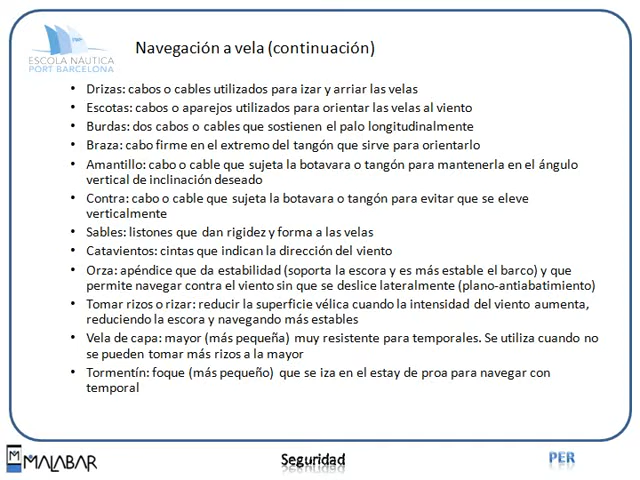 ESCOLA NÀUTICA
PORT BARCELONA
Navegación a vela (continuación)
• Drizas: cabos o cables utilizados para izar y arriar las velas
• Escotas: cabos o aparejos utilizados para orientar las velas al viento
• Burdas: dos cabos o cables que sostienen el palo longitudinalmente
• Braza: cabo firme en el extremo del tangón que sirve para orientarlo
• Amantillo: cabo o cable que sujeta la botavara o tangón para mantenerla en el ángulo
vertical de inclinación deseado
• Contra: cabo o cable que sujeta la botavara o tangón para evitar que se eleve
verticalmente
• Sables: listones que dan rigidez y forma a las velas
• Catavientos: cintas que indican la dirección del viento
• Orza: apéndice que da estabilidad (soporta la escora y es más estable el barco) y que
permite navegar contra el viento sin que se deslice lateralmente (plano-antiabatimiento)
• Tomar rizos o rizar: reducir la superficie vélica cuando la intensidad del viento aumenta,
reduciendo la escora y navegando más estables
• Vela de capa: mayor (más pequeña) muy resistente para temporales. Se utiliza cuando no
se pueden tomar más rizos a la mayor
• Tormentín: foque (más pequeño) que se iza en el estay de proa para navegar con
temporal
MALABAR
Seguridad
PER